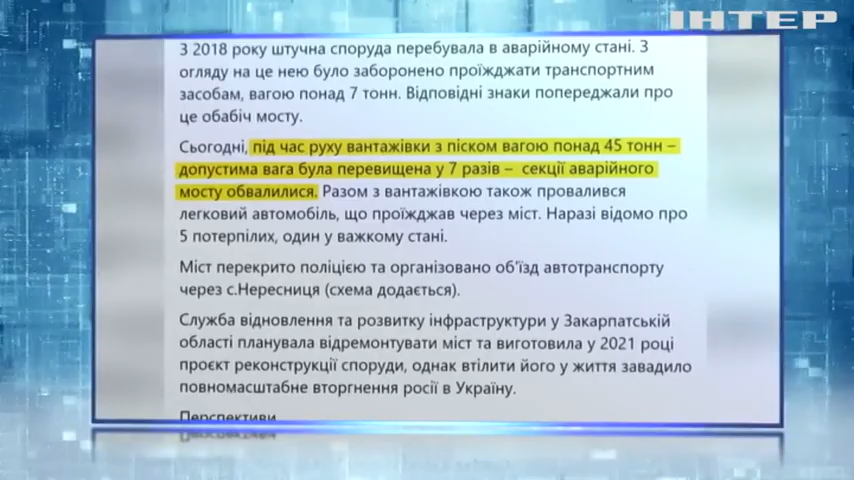 ІНТЕР
З 2018 року штучна споруда перебувала в аварійному стані. З
огляду на це нею було заборонено проїжджати транспортним
засобам, вагою понад 7 тонн. Відповідні знаки попереджали про
це обабіч мосту.
Сьогодні, під час руху вантажівки з піском вагою понад 45 тонн –
допустима вага була перевищена у 7 разів – секції аварійного
мосту обвалилися. Разом з вантажівкою також провалився
легковий автомобіль, що проїжджав через міст. Наразі відомо про
5 потерпілих, один у важкому стані.
Міст перекрито поліцією та організовано об'їзд автотранспорту
через с.Нересниця (схема додається).
Служба відновлення та розвитку інфраструктури у Закарпатській
області планувала відремонтувати міст та виготовила у 2021 році
проєкт реконструкції споруди, однак втілити його у життя завадило
повномасштабне вторгнення росії в Україну.
Перспективи